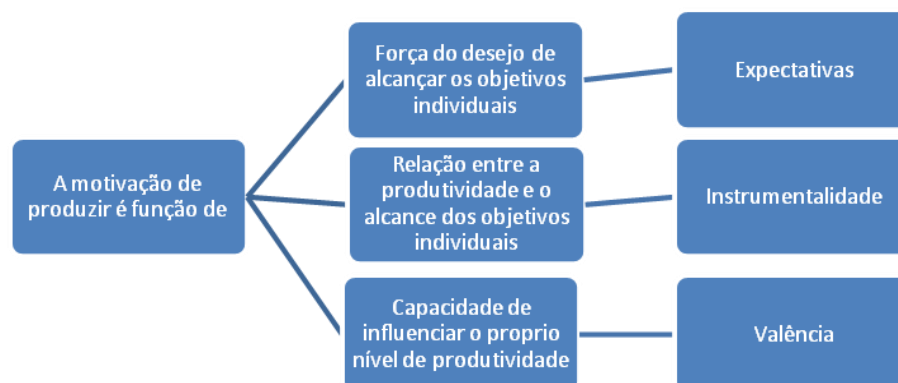 A motivação de
produzir é função de
Força do desejo de
alcançar os objetivos
individuais
Expectativas
Relação entre a
produtividade e o
alcance dos objetivos
individuais
Instrumentalidade
Capacidade de
influenciar o proprio
nível de produtividade
Valência